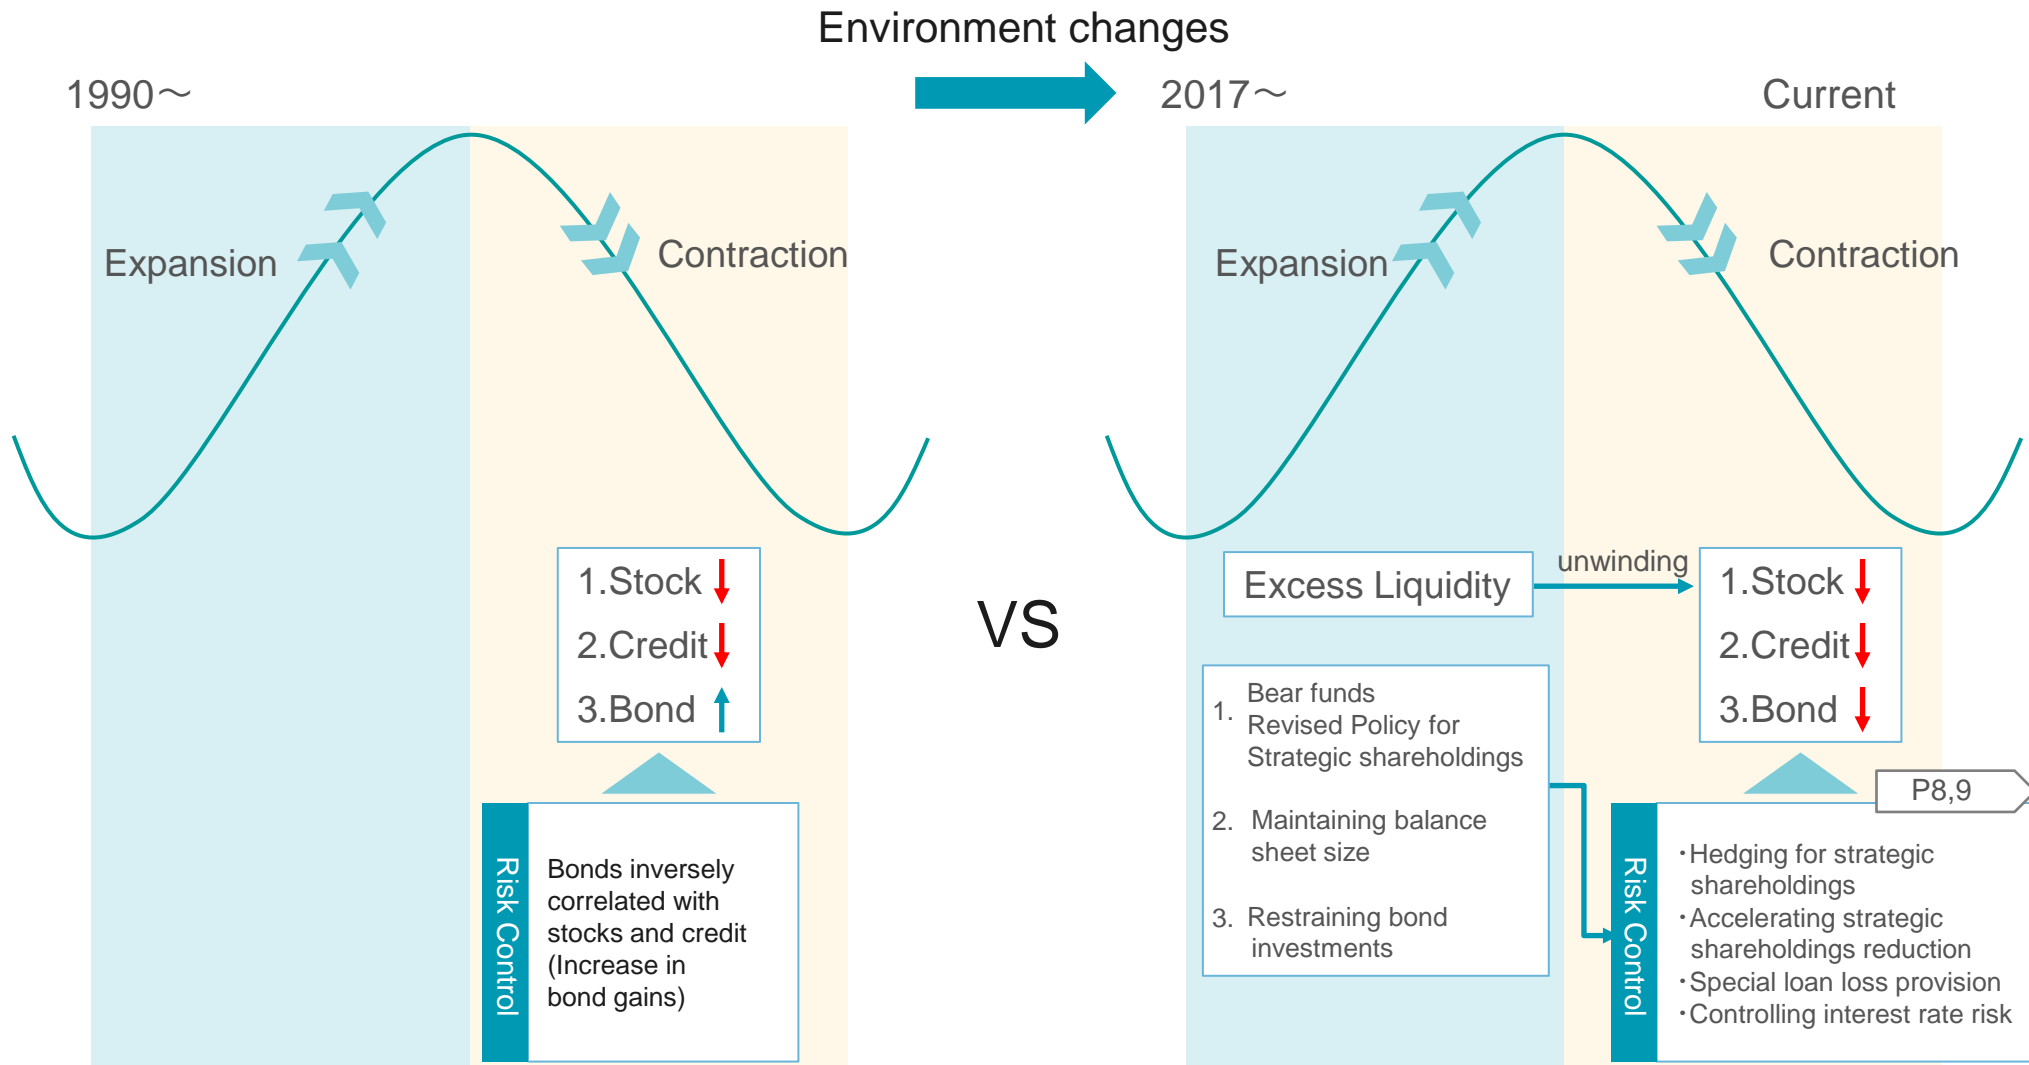 Environment changes
1990～
2017～
Current
Expansion
Contraction
1.Stock
2.Credit
3.Bond
Risk Control
Bonds inversely
correlated with
stocks and credit
(Increase in
bond gains)
VS
Expansion
Contraction
Excess Liquidity
unwinding
1.Stock
2.Credit
3.Bond
1. Bear funds
Revised Policy for
Strategic shareholdings
2. Maintaining balance
sheet size
3. Restraining bond
investments
P8,9
Risk Control
・Hedging for strategic
shareholdings
・Accelerating strategic
shareholdings reduction
・Special loan loss provision
・Controlling interest rate risk